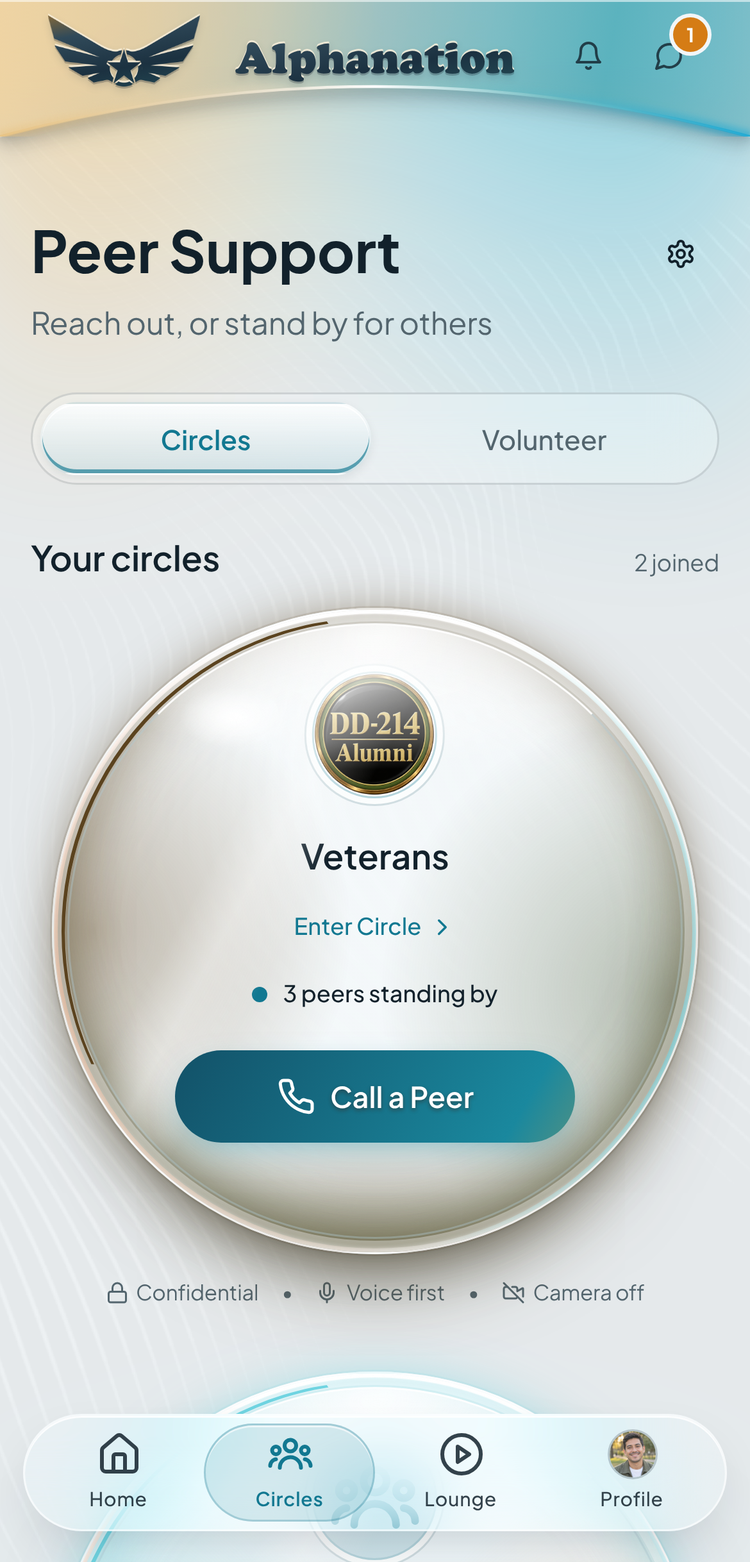 Alphanation
1
Peer Support
Reach out, or stand by for others
Circles
Volunteer
Your circles
2 joined
DD-214
Alumni
Veterans
Enter Circle
3 peers standing by
Call a Peer
Confidential • Voice first • Camera off
Home
Circles
Lounge
Profile